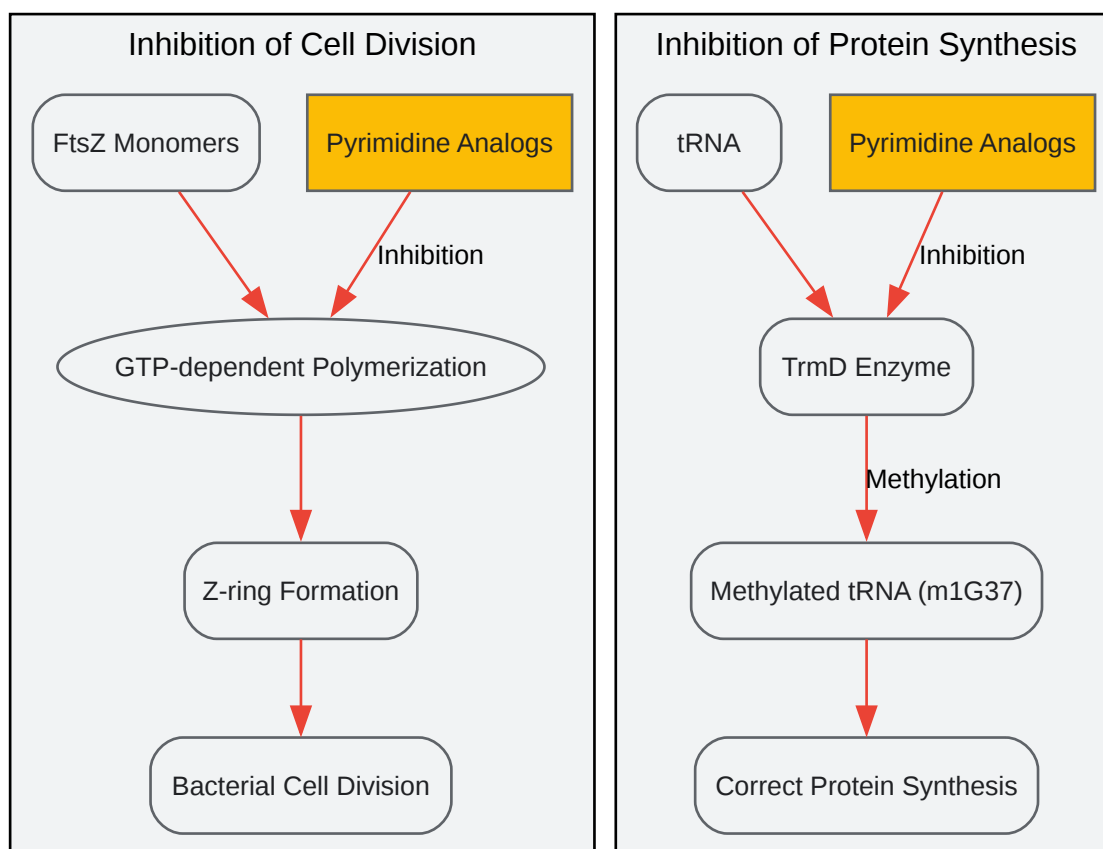 Inhibition of Cell Division
FtsZ Monomers
Pyrimidine Analogs
Inhibition
GTP-dependent Polymerization
Z-ring Formation
Bacterial Cell Division
Inhibition of Protein Synthesis
tRNA
Pyrimidine Analogs
Inhibition
TrmD Enzyme
Methylation
Methylated tRNA (m1G37)
Correct Protein Synthesis